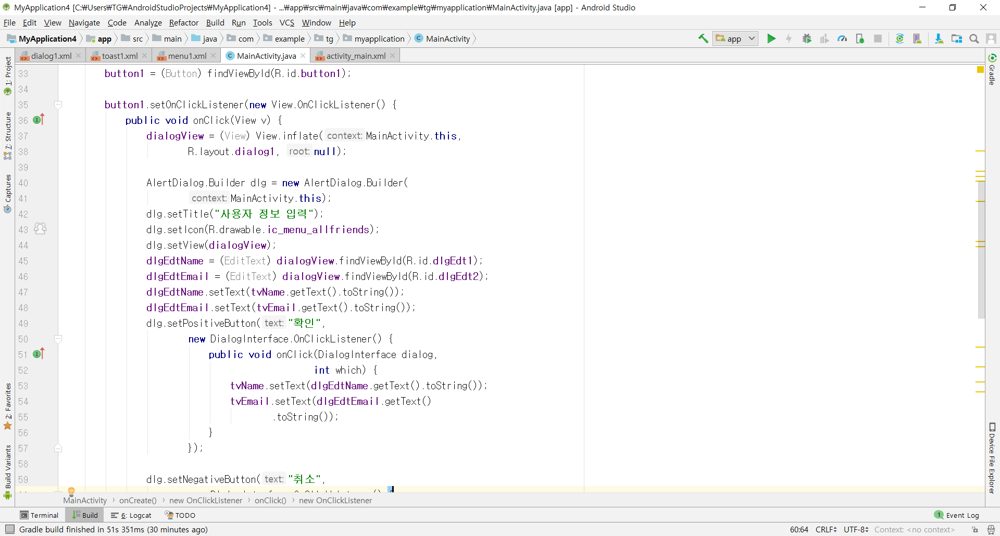 MyApplication4 [C:₩Users₩TG₩AndroidStudioProjects₩MyApplication4] - ...₩app₩src₩main₩java₩com₩example₩tg₩myapplication₩MainActivity.java [app] - Android Studio
File Edit View Navigate Code Analyze Refactor Build Run Tools VCS Window Help
MyApplication4 app src main java com example tg myapplication MainActivity app
dialog1.xml toast1.xml menu1.xml MainActivity.java activity_main.xml
1: Project
7: Structure
Captures
2: Favorites
Build Variants
33 button1 = (Button) findViewById(R.id.button1);
34
35 button1.setOnClickListener(new View.OnClickListener() {
36 public void onClick(View v) {
37 dialogView = (View) View.inflate( context: MainActivity.this,
38 R.layout.dialog1, root: null);
39
40 AlertDialog.Builder dlg = new AlertDialog.Builder(
41 context: MainActivity.this);
42 dlg.setTitle("사용자 정보 입력");
43 dlg.setIcon(R.drawable.ic_menu_allfriends);
44 dlg.setView(dialogView);
45 dlgEdtName = (EditText) dialogView.findViewById(R.id.dlgEdt1);
46 dlgEdtEmail = (EditText) dialogView.findViewById(R.id.dlgEdt2);
47 dlgEdtName.setText(tvName.getText().toString());
48 dlgEdtEmail.setText(tvEmail.getText().toString());
49 dlg.setPositiveButton( text: "확인",
50 new DialogInterface.OnClickListener() {
51 public void onClick(DialogInterface dialog,
52 int which) {
53 tvName.setText(dlgEdtName.getText().toString());
54 tvEmail.setText(dlgEdtEmail.getText()
55 .toString());
56 }
57 });
58
59 dlg.setNegativeButton( text: "취소",
Gradle
Device File Explorer
MainActivity › onCreate() › new OnClickListener › onClick() › new OnClickListener
Terminal Build 6: Logcat TODO 1 Event Log
Gradle build finished in 51s 351ms (30 minutes ago) 60:64 CRLF UTF-8 Context: <no context>